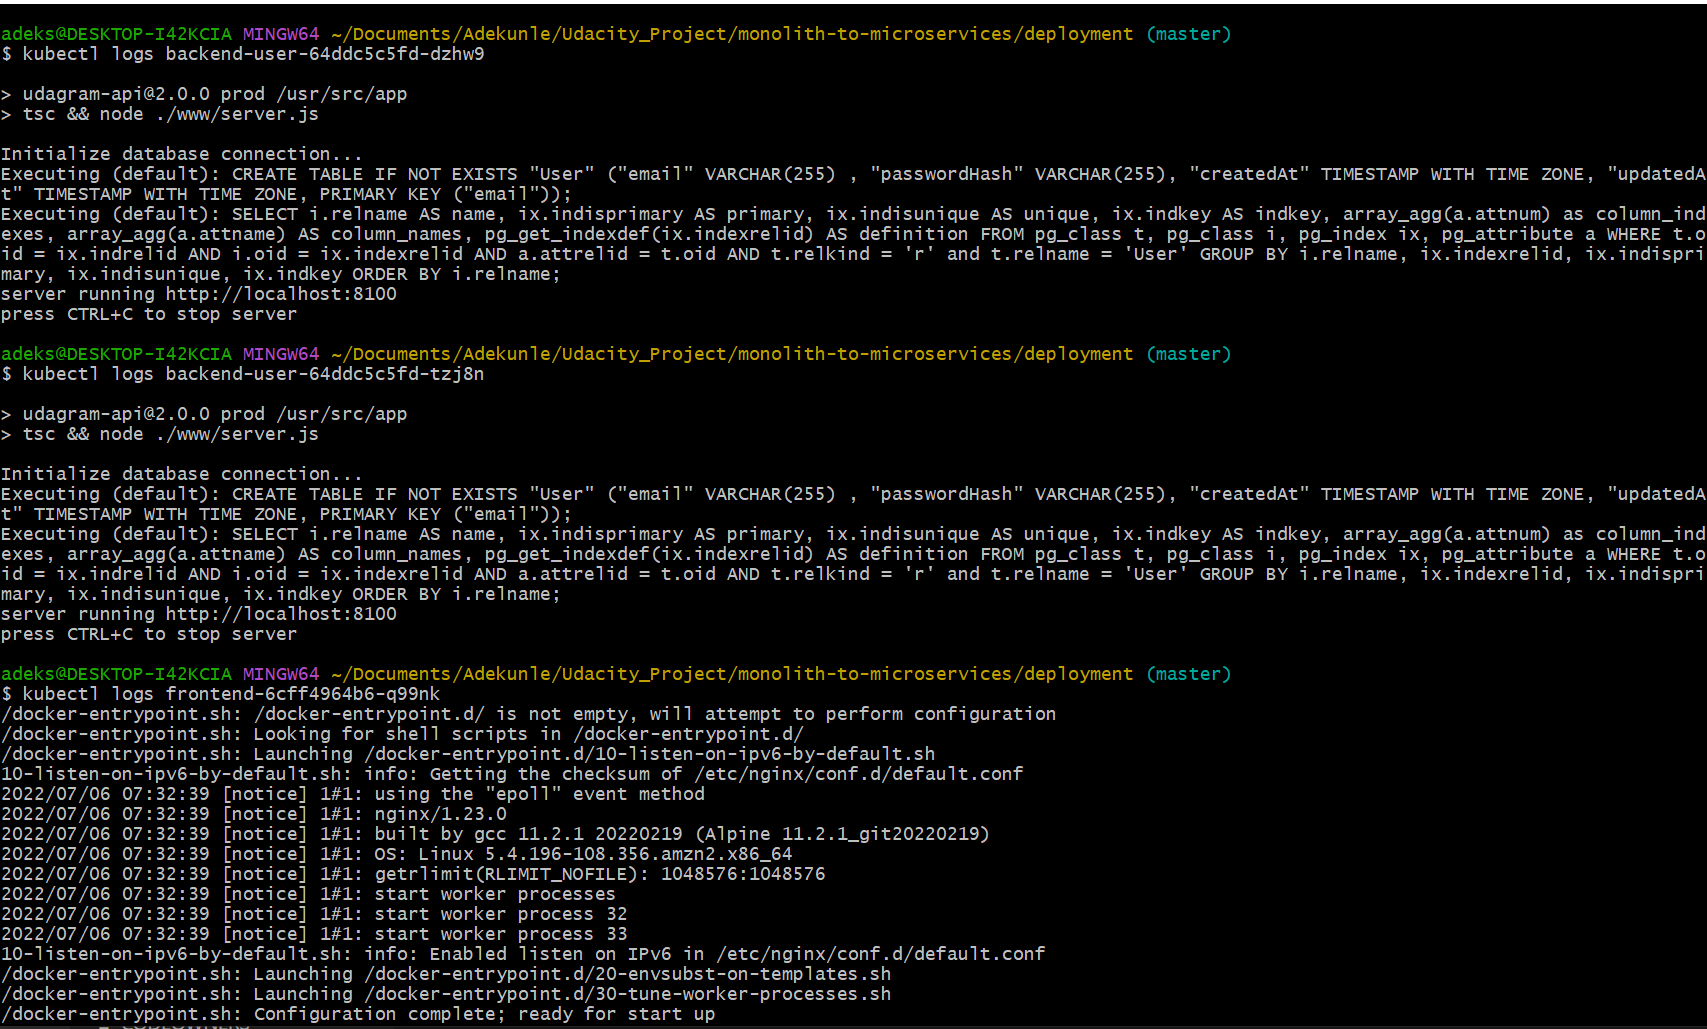 adeks@DESKTOP-I42KCIA MINGW64 ~/Documents/Adekunle/Udacity_Project/monolith-to-microservices/deployment (master)
$ kubectl logs backend-user-64ddc5c5fd-dzhw9
> udagram-api@2.0.0 prod /usr/src/app
> tsc && node ./www/server.js
Initialize database connection...
Executing (default): CREATE TABLE IF NOT EXISTS "User" ("email" VARCHAR(255) , "passwordHash" VARCHAR(255), "createdAt" TIMESTAMP WITH TIME ZONE, "updatedA
t" TIMESTAMP WITH TIME ZONE, PRIMARY KEY ("email"));
Executing (default): SELECT i.relname AS name, ix.indisprimary AS primary, ix.indisunique AS unique, ix.indkey AS indkey, array_agg(a.attnum) as column_ind
exes, array_agg(a.attname) AS column_names, pg_get_indexdef(ix.indexrelid) AS definition FROM pg_class t, pg_class i, pg_index ix, pg_attribute a WHERE t.o
id = ix.indrelid AND i.oid = ix.indexrelid AND a.attrelid = t.oid AND t.relkind = 'r' and t.relname = 'User' GROUP BY i.relname, ix.indexrelid, ix.indispri
mary, ix.indisunique, ix.indkey ORDER BY i.relname;
server running http://localhost:8100
press CTRL+C to stop server
adeks@DESKTOP-I42KCIA MINGW64 ~/Documents/Adekunle/Udacity_Project/monolith-to-microservices/deployment (master)
$ kubectl logs backend-user-64ddc5c5fd-tzj8n
> udagram-api@2.0.0 prod /usr/src/app
> tsc && node ./www/server.js
Initialize database connection...
Executing (default): CREATE TABLE IF NOT EXISTS "User" ("email" VARCHAR(255) , "passwordHash" VARCHAR(255), "createdAt" TIMESTAMP WITH TIME ZONE, "updatedA
t" TIMESTAMP WITH TIME ZONE, PRIMARY KEY ("email"));
Executing (default): SELECT i.relname AS name, ix.indisprimary AS primary, ix.indisunique AS unique, ix.indkey AS indkey, array_agg(a.attnum) as column_ind
exes, array_agg(a.attname) AS column_names, pg_get_indexdef(ix.indexrelid) AS definition FROM pg_class t, pg_class i, pg_index ix, pg_attribute a WHERE t.o
id = ix.indrelid AND i.oid = ix.indexrelid AND a.attrelid = t.oid AND t.relkind = 'r' and t.relname = 'User' GROUP BY i.relname, ix.indexrelid, ix.indispri
mary, ix.indisunique, ix.indkey ORDER BY i.relname;
server running http://localhost:8100
press CTRL+C to stop server
adeks@DESKTOP-I42KCIA MINGW64 ~/Documents/Adekunle/Udacity_Project/monolith-to-microservices/deployment (master)
$ kubectl logs frontend-6cff4964b6-q99nk
/docker-entrypoint.sh: /docker-entrypoint.d/ is not empty, will attempt to perform configuration
/docker-entrypoint.sh: Looking for shell scripts in /docker-entrypoint.d/
/docker-entrypoint.sh: Launching /docker-entrypoint.d/10-listen-on-ipv6-by-default.sh
10-listen-on-ipv6-by-default.sh: info: Getting the checksum of /etc/nginx/conf.d/default.conf
2022/07/06 07:32:39 [notice] 1#1: using the "epoll" event method
2022/07/06 07:32:39 [notice] 1#1: nginx/1.23.0
2022/07/06 07:32:39 [notice] 1#1: built by gcc 11.2.1 20220219 (Alpine 11.2.1_git20220219)
2022/07/06 07:32:39 [notice] 1#1: OS: Linux 5.4.196-108.356.amzn2.x86_64
2022/07/06 07:32:39 [notice] 1#1: getrlimit(RLIMIT_NOFILE): 1048576:1048576
2022/07/06 07:32:39 [notice] 1#1: start worker processes
2022/07/06 07:32:39 [notice] 1#1: start worker process 32
2022/07/06 07:32:39 [notice] 1#1: start worker process 33
10-listen-on-ipv6-by-default.sh: info: Enabled listen on IPv6 in /etc/nginx/conf.d/default.conf
/docker-entrypoint.sh: Launching /docker-entrypoint.d/20-envsubst-on-templates.sh
/docker-entrypoint.sh: Launching /docker-entrypoint.d/30-tune-worker-processes.sh
/docker-entrypoint.sh: Configuration complete; ready for start up